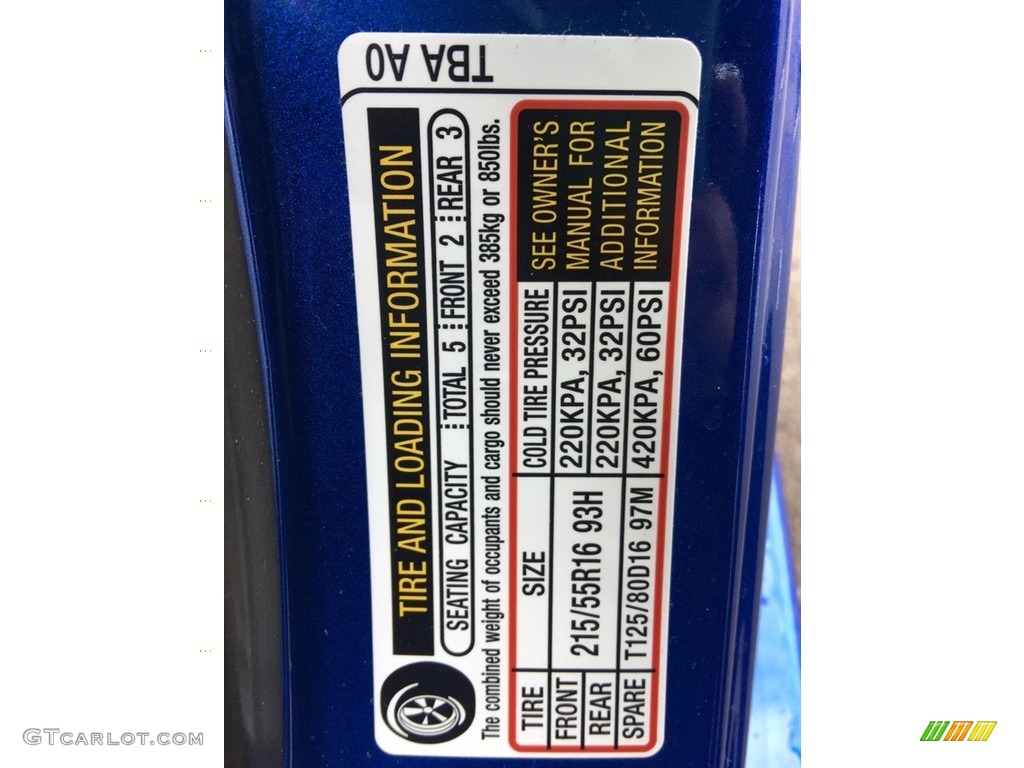 TBA A0
TIRE AND LOADING INFORMATION
SEATING CAPACITY TOTAL 5 FRONT 2 REAR 3
The combined weight of occupants and cargo should never exceed 385kg or 850lbs.
TIRE SIZE COLD TIRE PRESSURE
FRONT 215/55R16 93H 220KPA, 32PSI
REAR 220KPA, 32PSI
SPARE T125/80D16 97M 420KPA, 60PSI
SEE OWNER'S
MANUAL FOR
ADDITIONAL
INFORMATION
GTCARLOT.COM